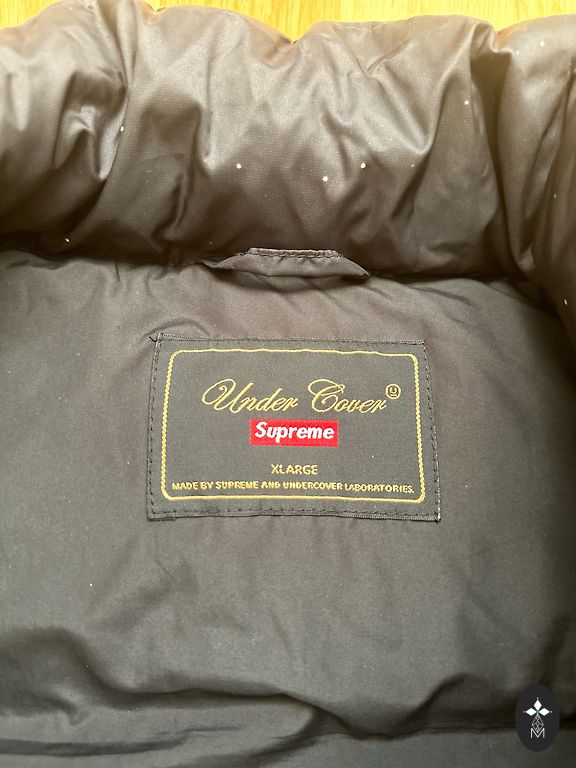 Under Cover Ⓤ
Supreme
XLARGE
MADE BY SUPREME AND UNDERCOVER LABORATORIES.
M